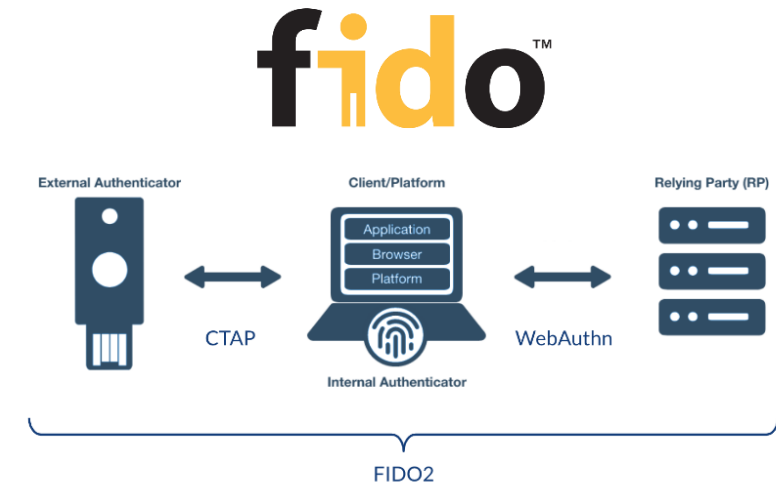 fido™
External Authenticator
Client/Platform
Relying Party (RP)
Application
Browser
Platform
CTAP
WebAuthn
Internal Authenticator
FIDO2